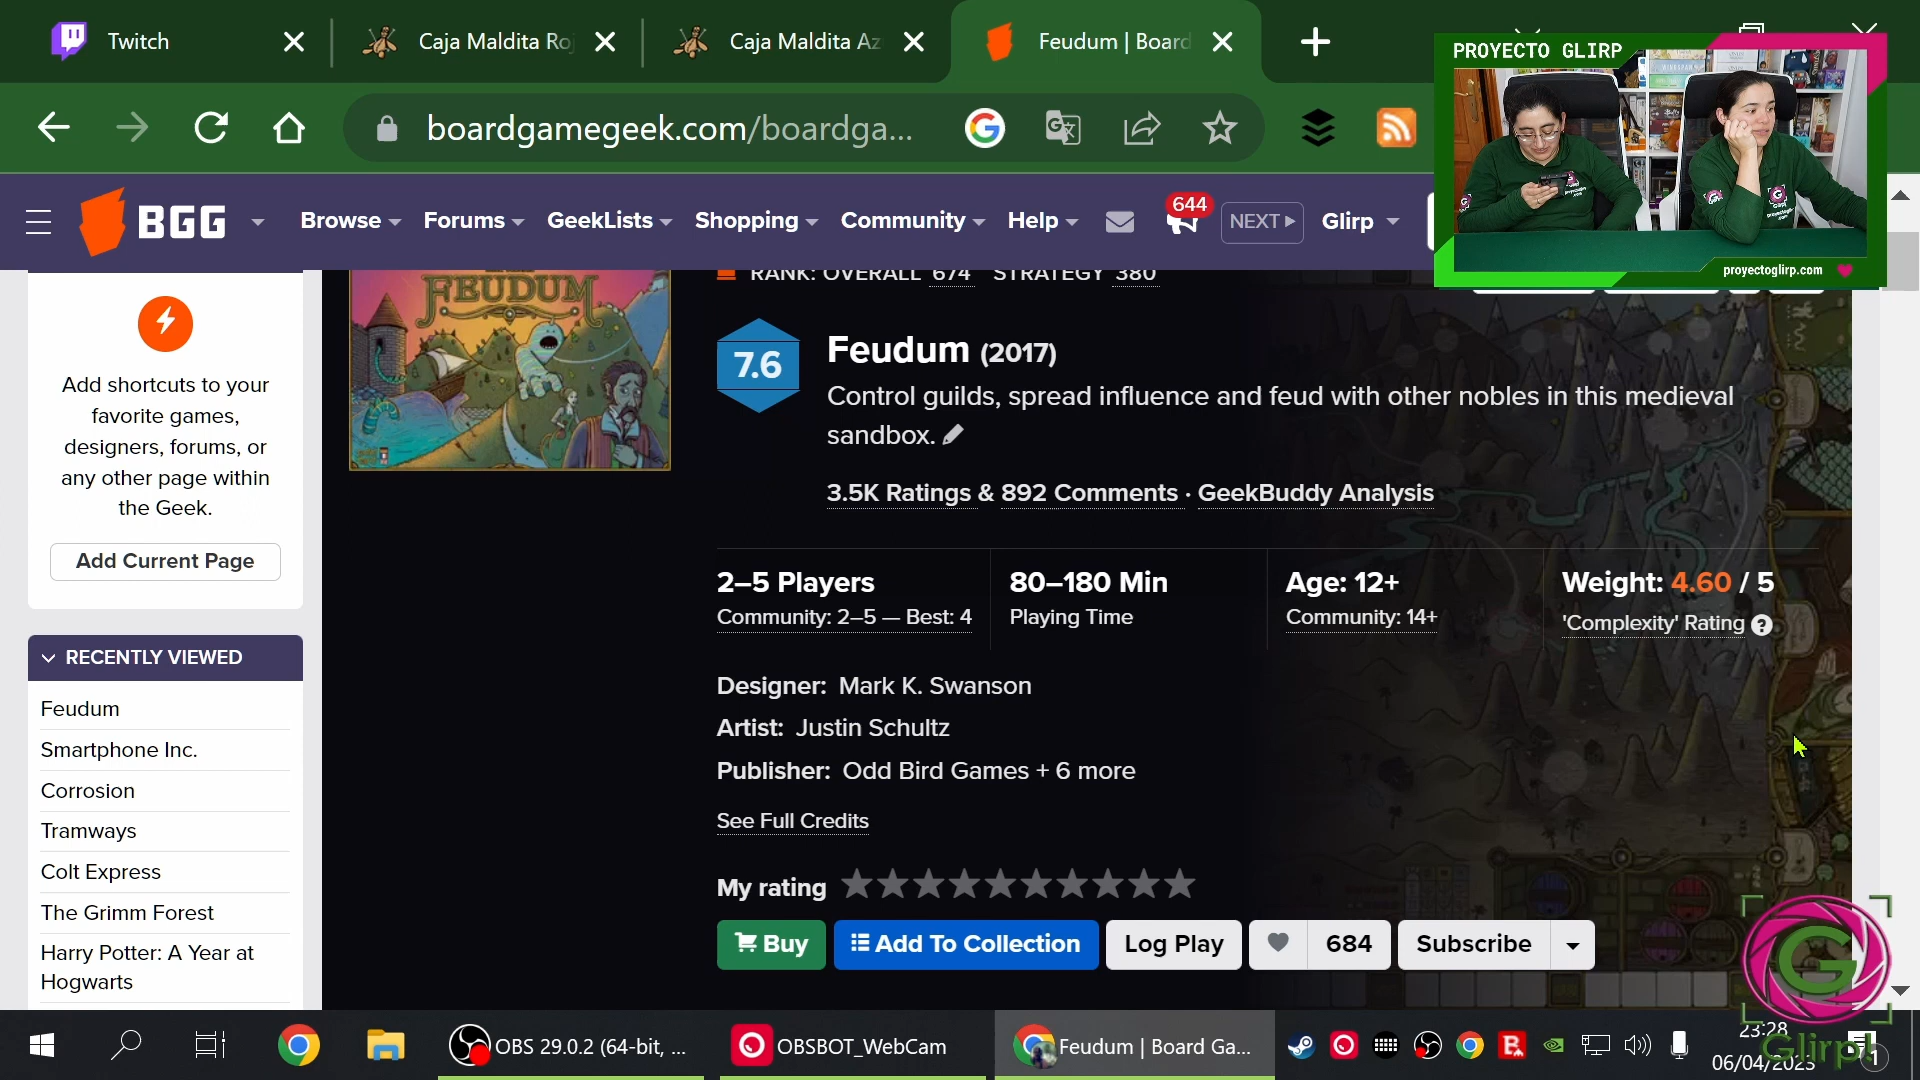 Twitch
Caja Maldita Ro
Caja Maldita Az
Feudum | Board
PROYECTO GLIRP
boardgamegeek.com/boardga...
BGG
Browse
Forums
GeekLists
Shopping
Community
Help
644
NEXT
Glirp
proyectoglirp.com
RANK: OVERALL 674 STRATEGY 380
FEUDUM
7.6
Feudum (2017)
Control guilds, spread influence and feud with other nobles in this medieval
sandbox.
3.5K Ratings & 892 Comments · GeekBuddy Analysis
Add shortcuts to your
favorite games,
designers, forums, or
any other page within
the Geek.
Add Current Page
2–5 Players
Community: 2–5 — Best: 4
80–180 Min
Playing Time
Age: 12+
Community: 14+
Weight: 4.60 / 5
'Complexity' Rating
Designer: Mark K. Swanson
Artist: Justin Schultz
Publisher: Odd Bird Games + 6 more
See Full Credits
My rating
Buy
Add To Collection
Log Play
684
Subscribe
RECENTLY VIEWED
Feudum
Smartphone Inc.
Corrosion
Tramways
Colt Express
The Grimm Forest
Harry Potter: A Year at
Hogwarts
G
Glirp!
OBS 29.0.2 (64-bit, ...
OBSBOT_WebCam
Feudum | Board Ga...
23:28
06/04/2023
1